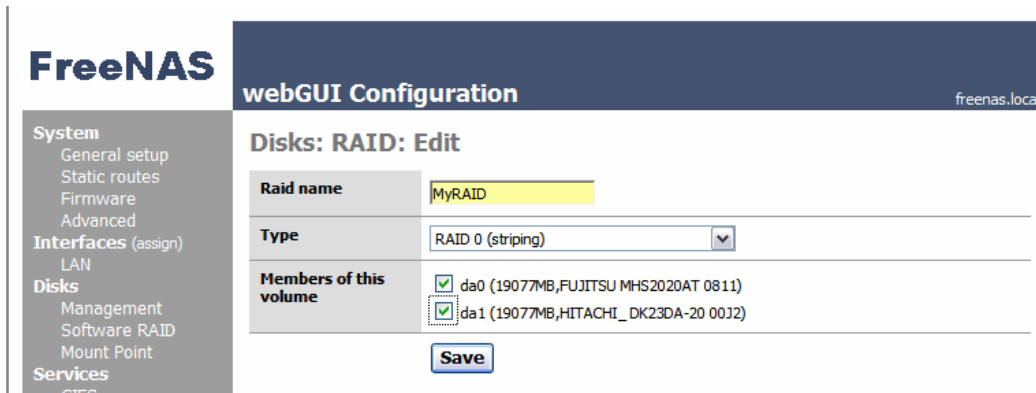 FreeNAS
webGUI Configuration
freenas.loca
System
General setup
Static routes
Firmware
Advanced
Interfaces (assign)
LAN
Disks
Management
Software RAID
Mount Point
Services
CIFS
Disks: RAID: Edit
Raid name
MyRAID
Type
RAID 0 (striping)
Members of this
volume
da0 (19077MB,FUJITSU MHS2020AT 0811)
da1 (19077MB,HITACHI_DK23DA-20 00J2)
Save